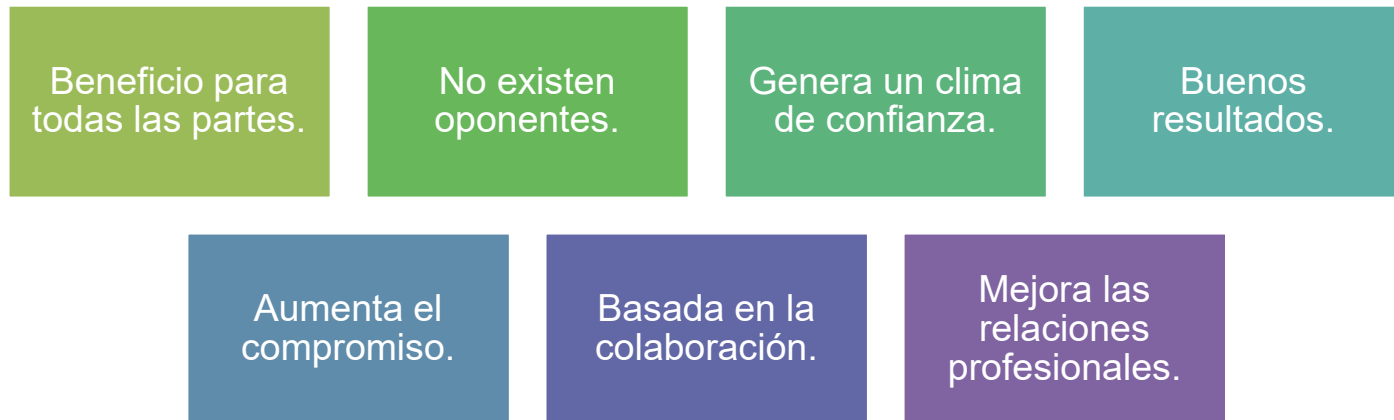 Beneficio para
todas las partes.
No existen
oponentes.
Genera un clima
de confianza.
Buenos
resultados.
Aumenta el
compromiso.
Basada en la
colaboración.
Mejora las
relaciones
profesionales.